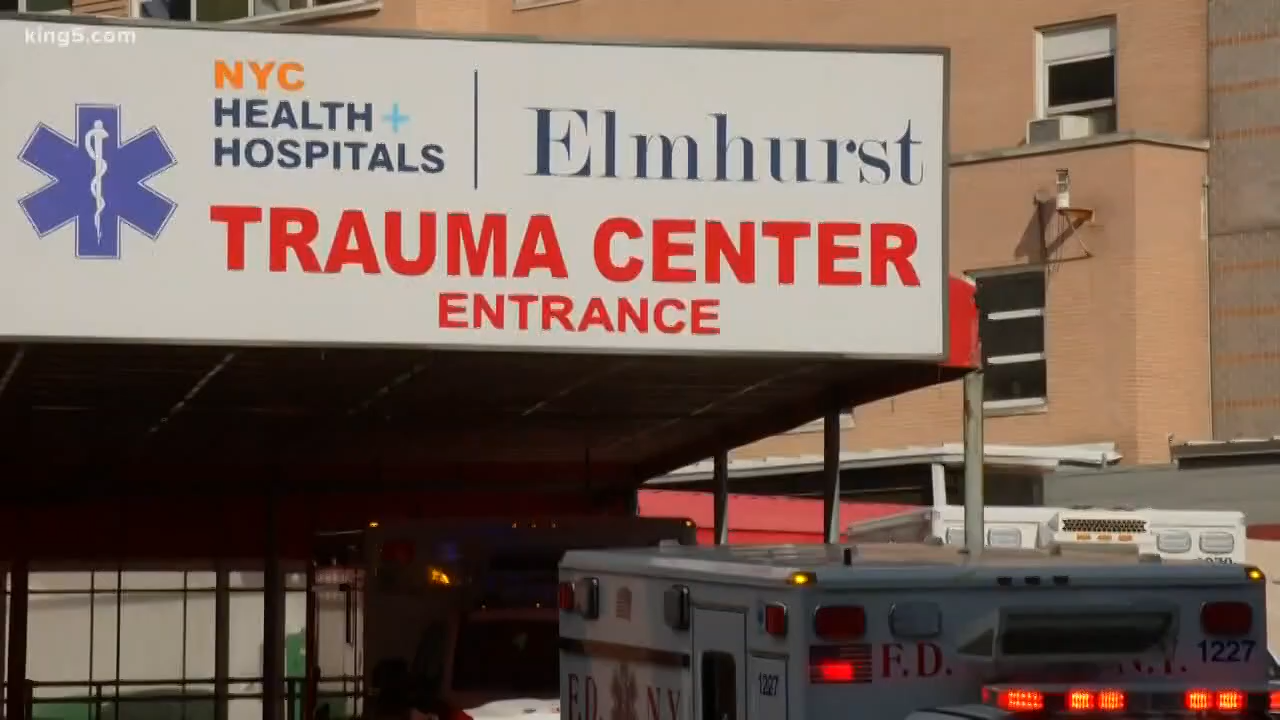 king5.com
NYC
HEALTH+
HOSPITALS
Elmhurst
TRAUMA CENTER
ENTRANCE
F.D. N.Y. 1227
1227
F.D. N.Y.